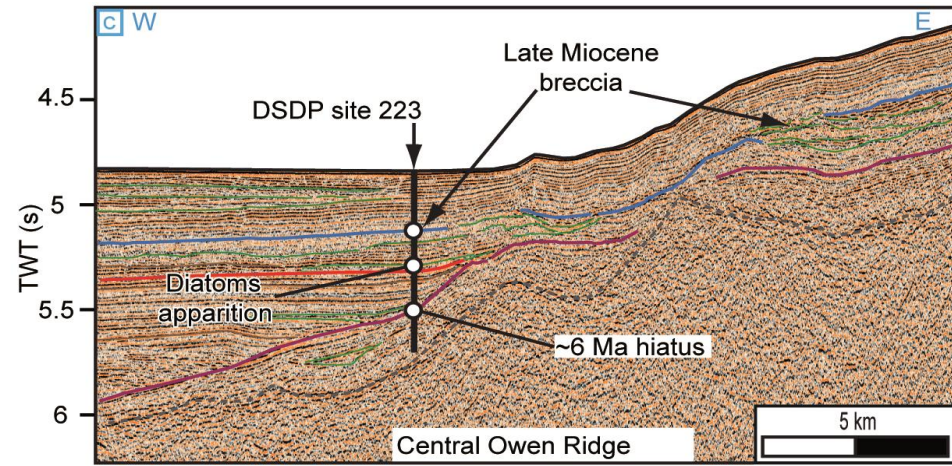 C W
E
Late Miocene
breccia
DSDP site 223
4.5
5
5.5
6
TWT (s)
Diatoms
apparition
~6 Ma hiatus
Central Owen Ridge
5 km